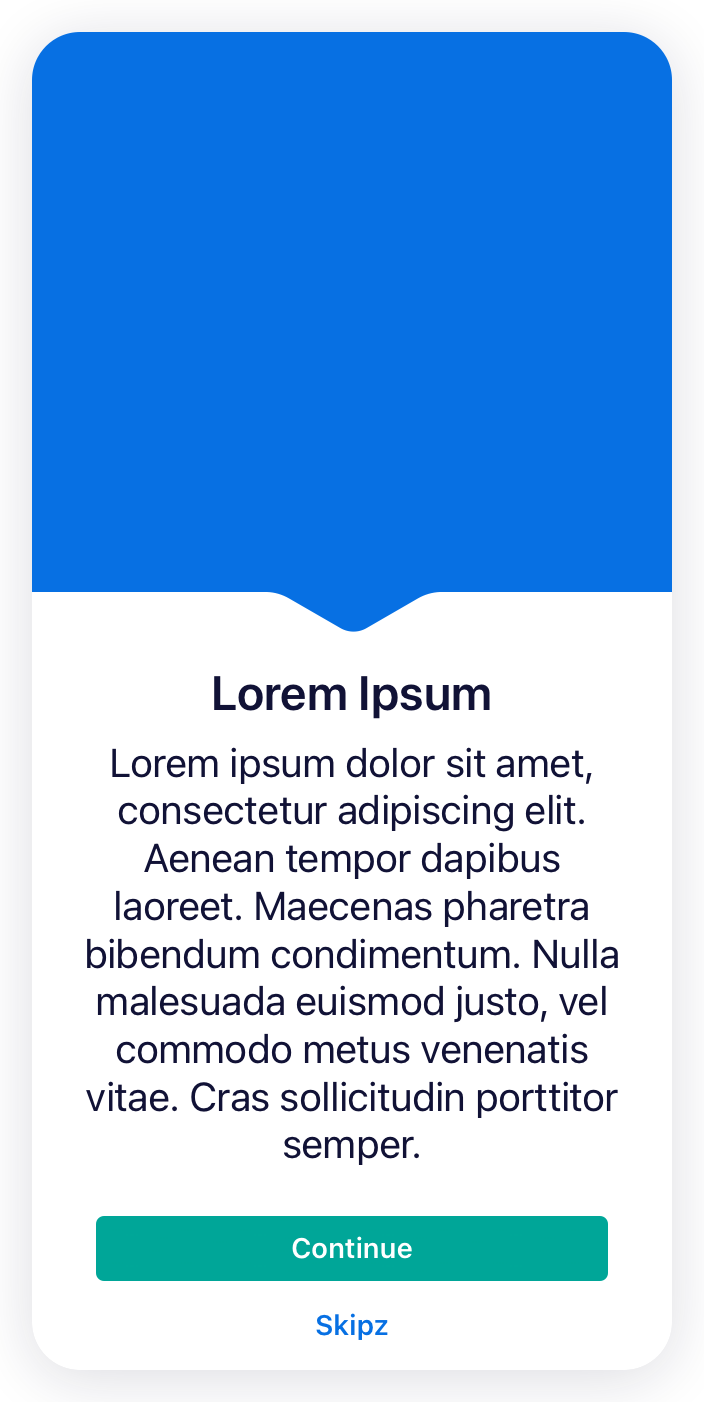 Lorem Ipsum
Lorem ipsum dolor sit amet,
consectetur adipiscing elit.
Aenean tempor dapibus
laoreet. Maecenas pharetra
bibendum condimentum. Nulla
malesuada euismod justo, vel
commodo metus venenatis
vitae. Cras sollicitudin porttitor
semper.
Continue
Skipz